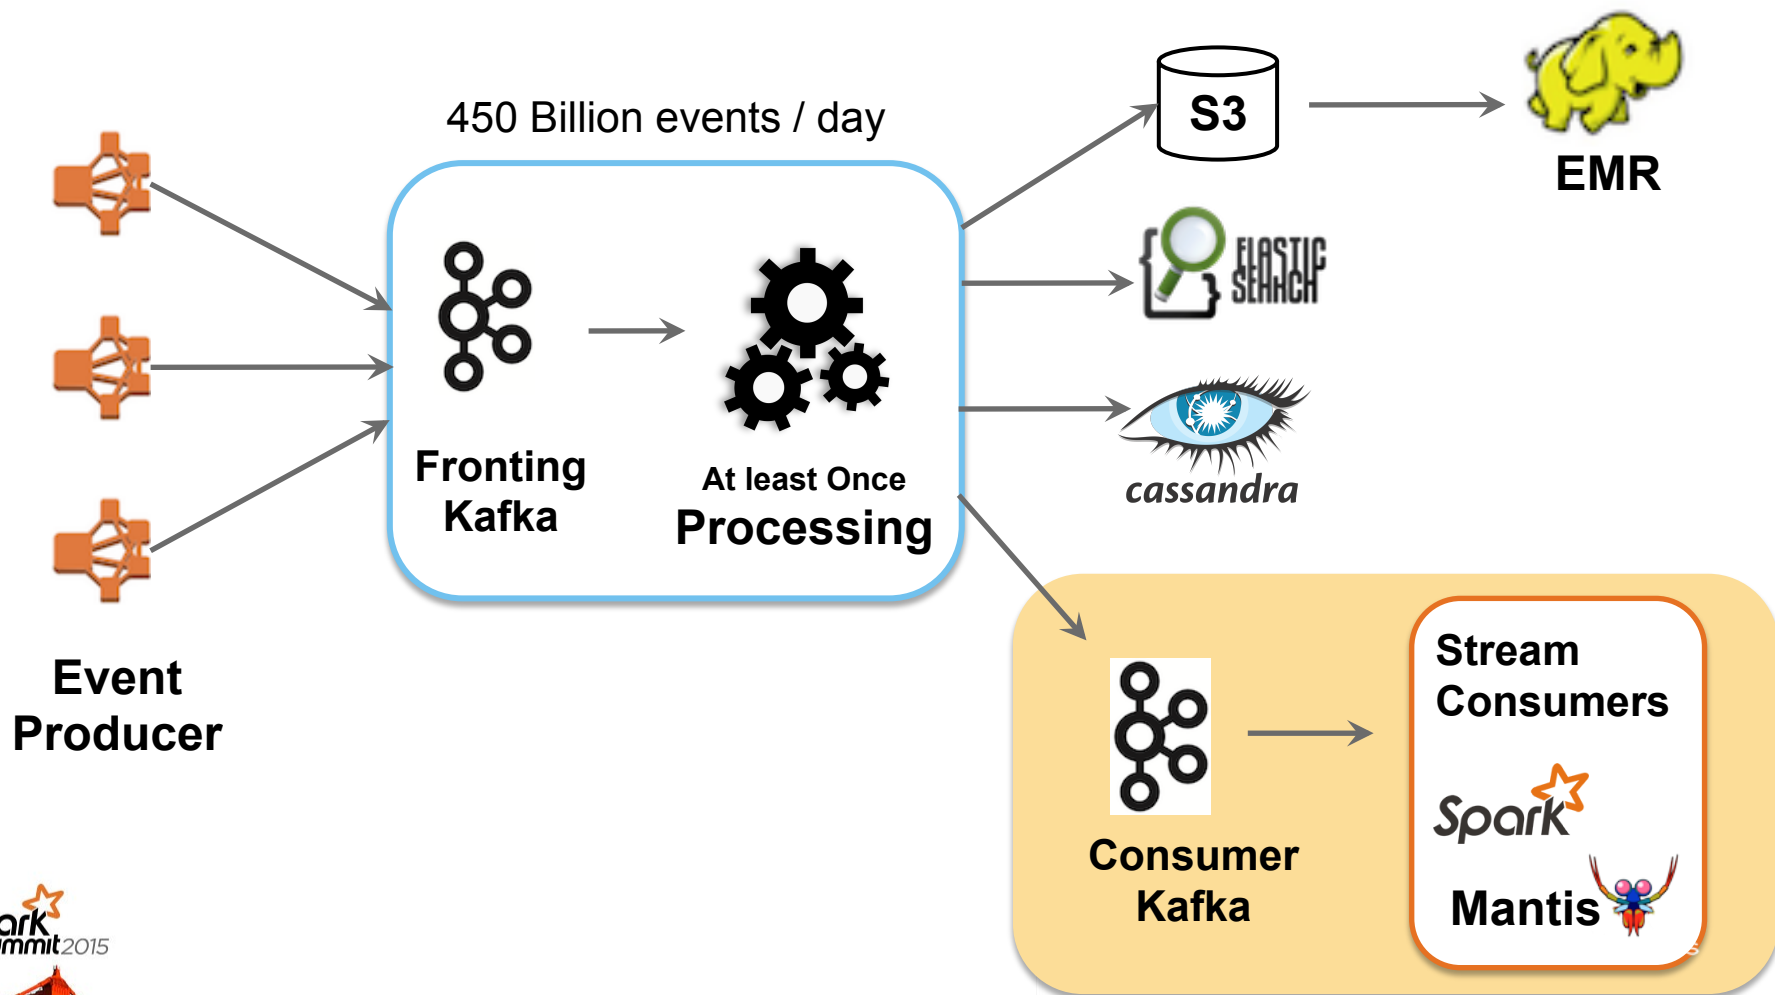 450 Billion events / day
S3
EMR
ELASTIC
SEARCH
Fronting
Kafka
At least Once
Processing
cassandra
Event
Producer
Stream
Consumers
Spark
Consumer
Kafka
Mantis
ark
mmit2015